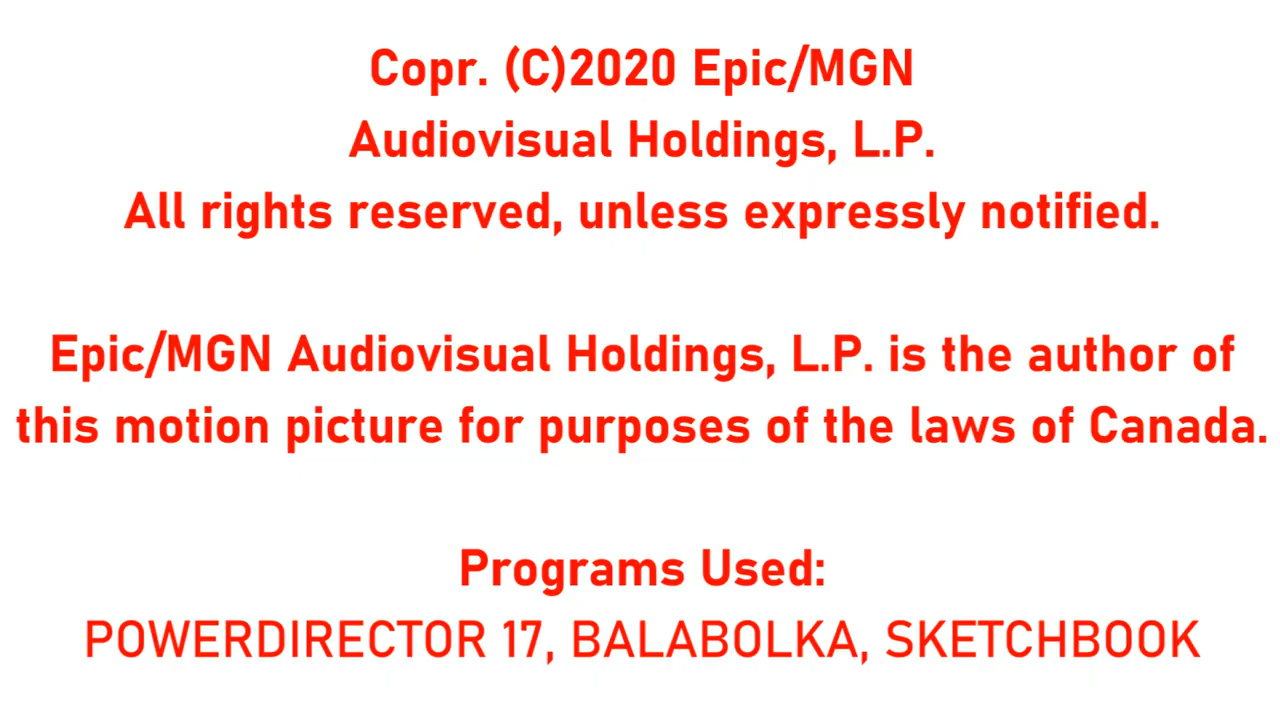 Copr. (C)2020 Epic/MGN
Audiovisual Holdings, L.P.
All rights reserved, unless expressly notified.
Epic/MGN Audiovisual Holdings, L.P. is the author of
this motion picture for purposes of the laws of Canada.
Programs Used:
POWERDIRECTOR 17, BALABOLKA, SKETCHBOOK